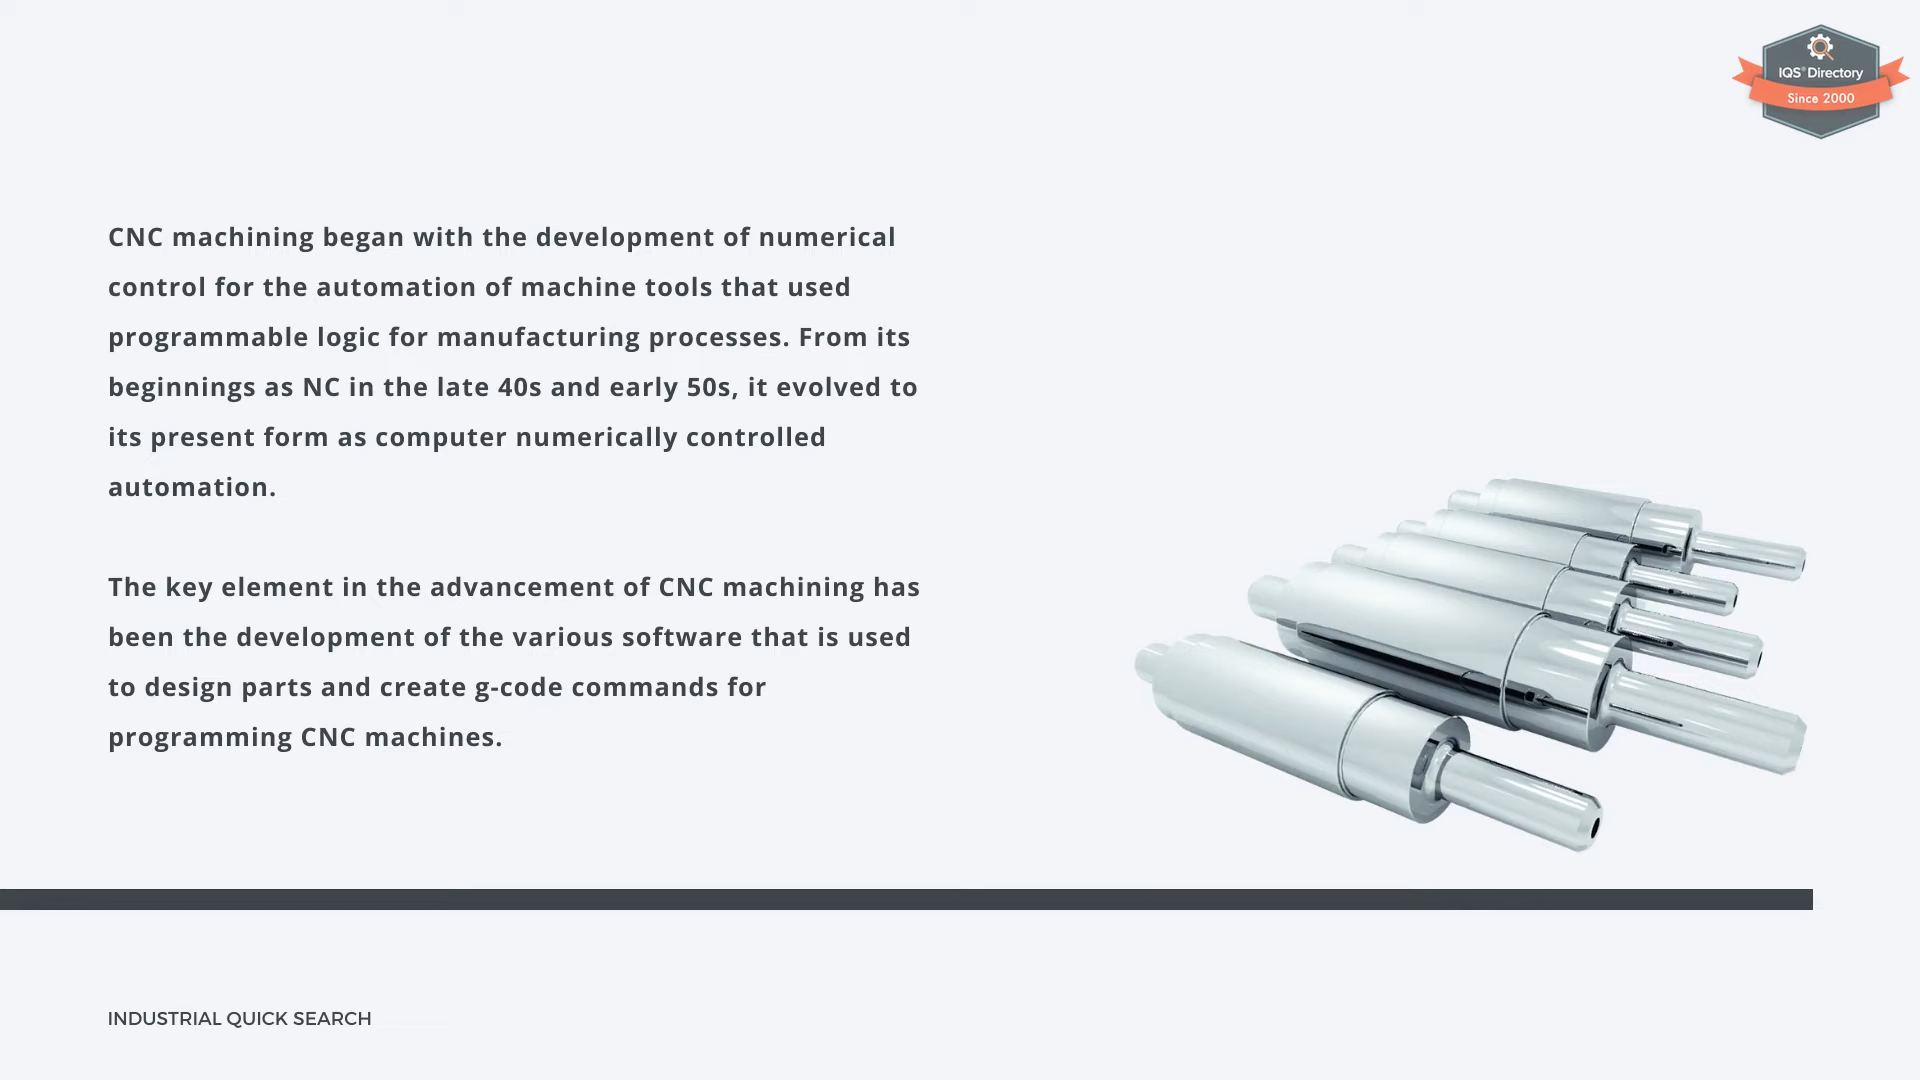 IQS® Directory
Since 2000
CNC machining began with the development of numerical
control for the automation of machine tools that used
programmable logic for manufacturing processes. From its
beginnings as NC in the late 40s and early 50s, it evolved to
its present form as computer numerically controlled
automation.
The key element in the advancement of CNC machining has
been the development of the various software that is used
to design parts and create g-code commands for
programming CNC machines.
INDUSTRIAL QUICK SEARCH